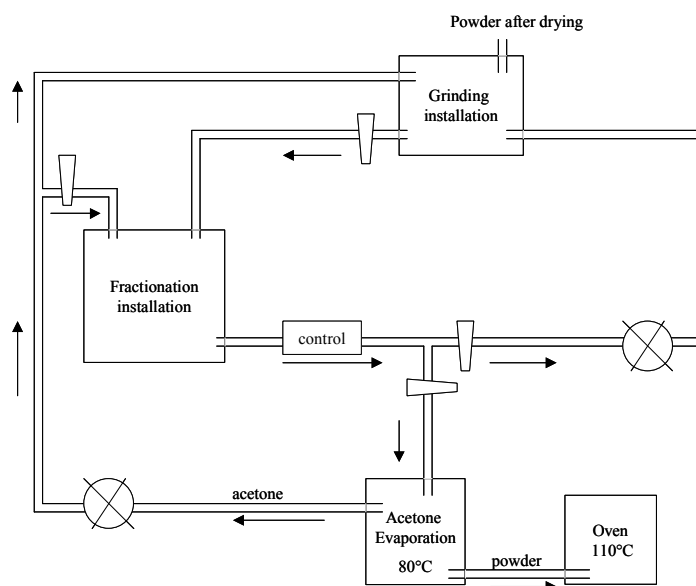 Powder after drying
Grinding
installation
Fractionation
installation
control
acetone
Acetone
Evaporation
80°C
powder
Oven
110°C